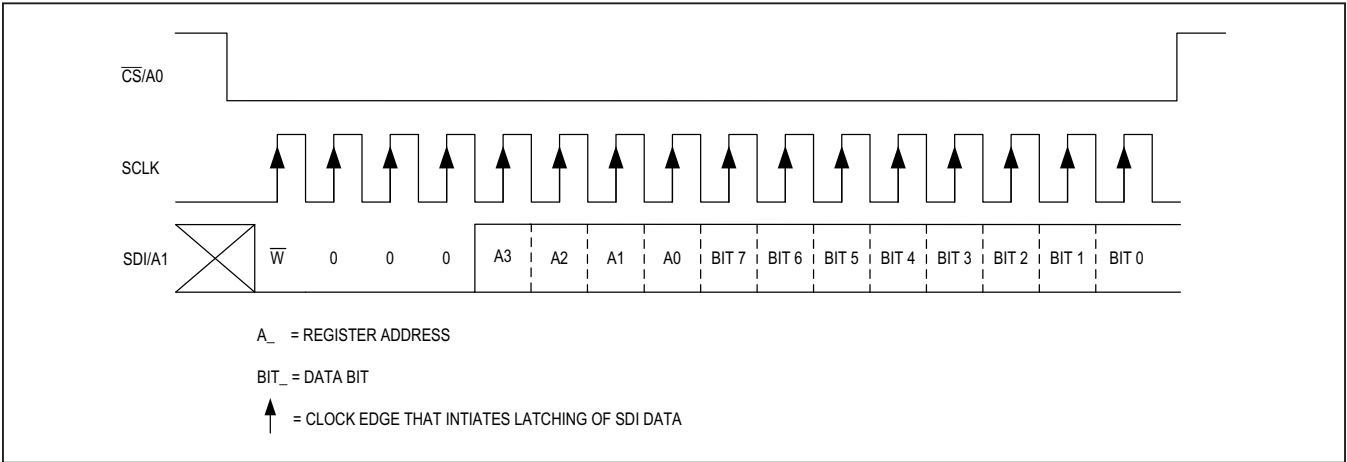 C̅S̅/A0
SCLK
SDI/A1 W̅ 0 0 0 A3 A2 A1 A0 BIT 7 BIT 6 BIT 5 BIT 4 BIT 3 BIT 2 BIT 1 BIT 0
A_ = REGISTER ADDRESS
BIT_ = DATA BIT
= CLOCK EDGE THAT INTIATES LATCHING OF SDI DATA